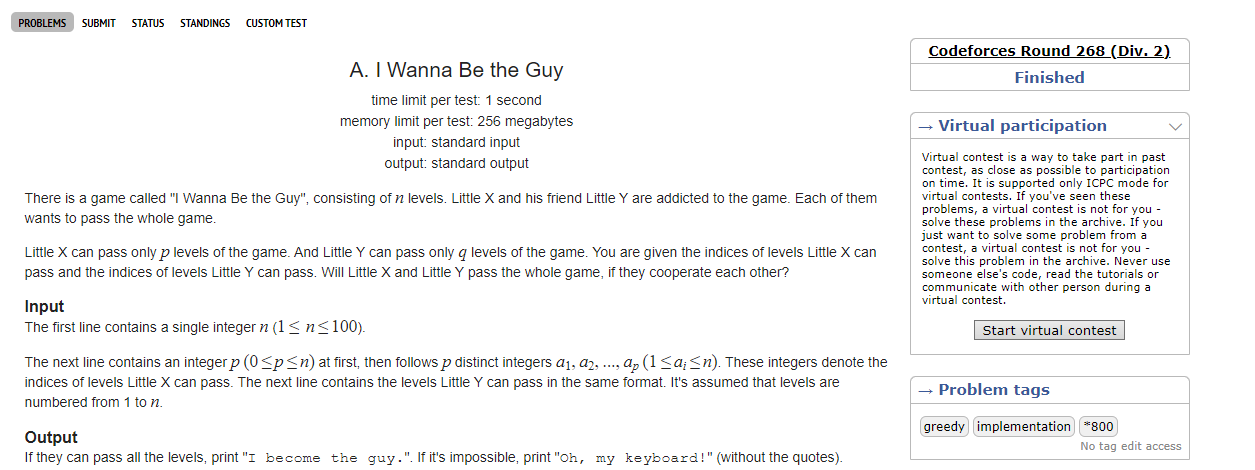 PROBLEMS SUBMIT STATUS STANDINGS CUSTOM TEST
A. I Wanna Be the Guy
time limit per test: 1 second
memory limit per test: 256 megabytes
input: standard input
output: standard output
There is a game called "I Wanna Be the Guy", consisting of n levels. Little X and his friend Little Y are addicted to the game. Each of them
wants to pass the whole game.
Little X can pass only p levels of the game. And Little Y can pass only q levels of the game. You are given the indices of levels Little X can
pass and the indices of levels Little Y can pass. Will Little X and Little Y pass the whole game, if they cooperate each other?
Input
The first line contains a single integer n (1 ≤ n ≤ 100).
The next line contains an integer p (0 ≤ p ≤ n) at first, then follows p distinct integers a₁, a₂, ..., aₚ (1 ≤ aᵢ ≤ n). These integers denote the
indices of levels Little X can pass. The next line contains the levels Little Y can pass in the same format. It's assumed that levels are
numbered from 1 to n.
Output
If they can pass all the levels, print "I become the guy.". If it's impossible, print "Oh, my keyboard!" (without the quotes).
Codeforces Round 268 (Div. 2)
Finished
→ Virtual participation
Virtual contest is a way to take part in past
contest, as close as possible to participation
on time. It is supported only ICPC mode for
virtual contests. If you've seen these
problems, a virtual contest is not for you -
solve these problems in the archive. If you
just want to solve some problem from a
contest, a virtual contest is not for you -
solve this problem in the archive. Never use
someone else's code, read the tutorials or
communicate with other person during a
virtual contest.
Start virtual contest
→ Problem tags
greedy implementation *800
No tag edit access